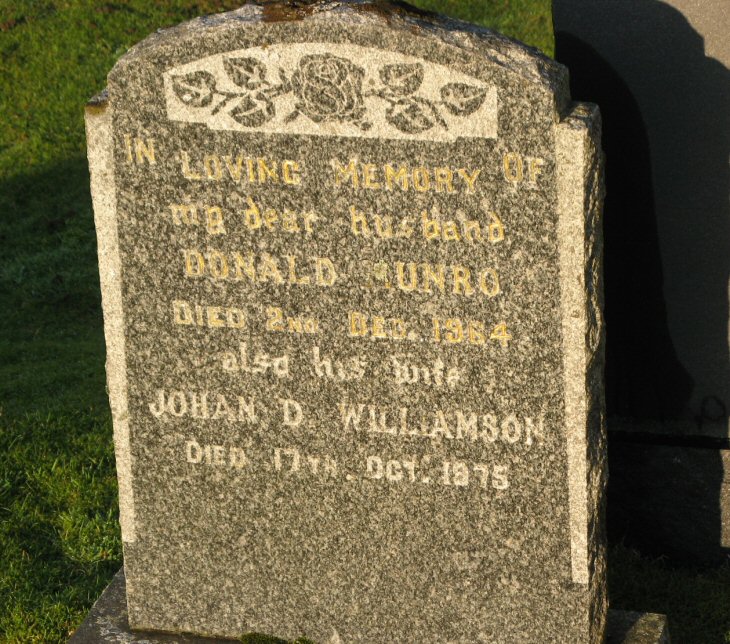 IN LOVING MEMORY OF
my dear husband
DONALD MUNRO
DIED 2ND DEC. 1964
also his wife
JOHAN D. WILLIAMSON
DIED 17TH. OCT. 1975